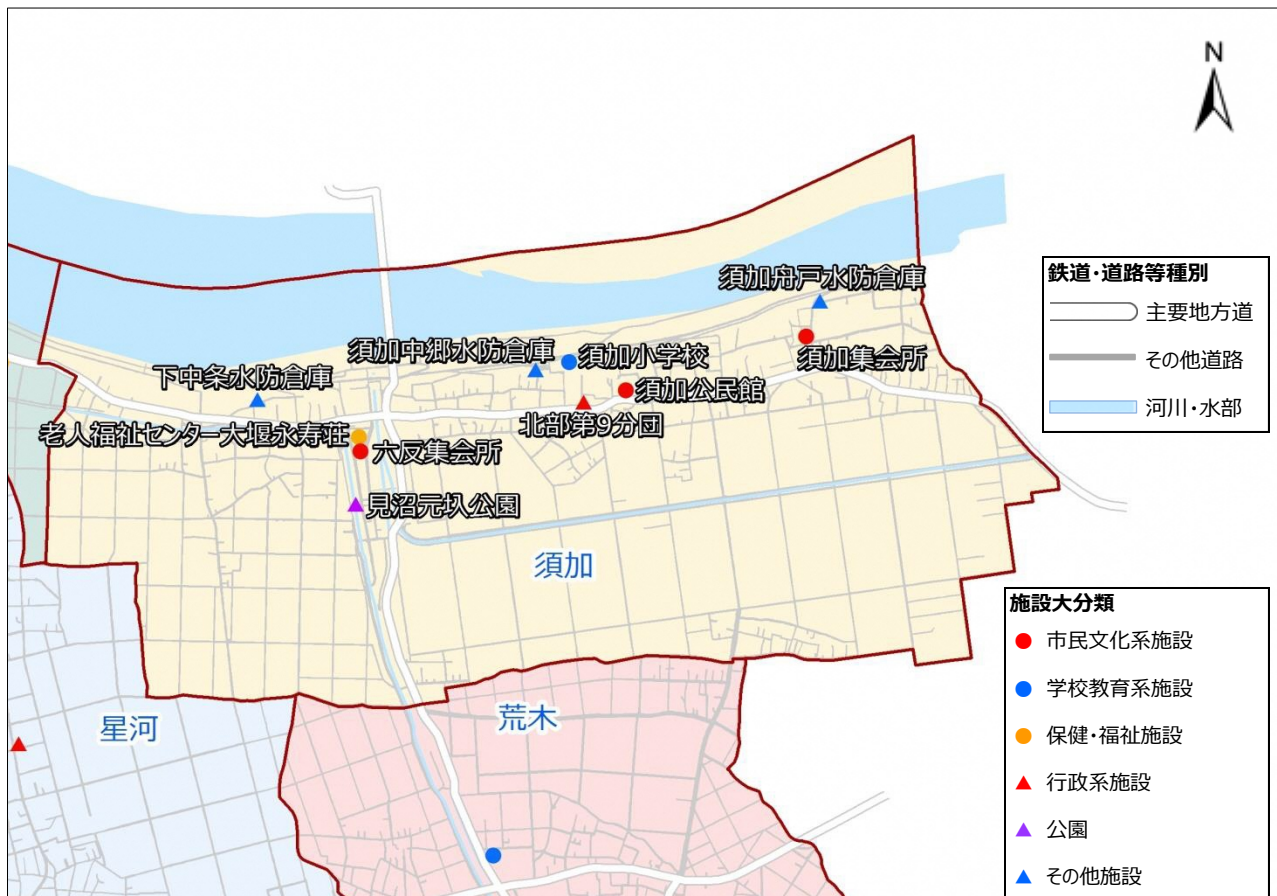 N
須加舟戸水防倉庫
須加中郷水防倉庫
須加小学校
須加集会所
下中条水防倉庫
須加公民館
北部第9分団
老人福祉センター大堰永寿荘
六反集会所
見沼元圦公園
須加
星河
荒木
鉄道・道路等種別
主要地方道
その他道路
河川・水部
施設大分類
市民文化系施設
学校教育系施設
保健・福祉施設
行政系施設
公園
その他施設